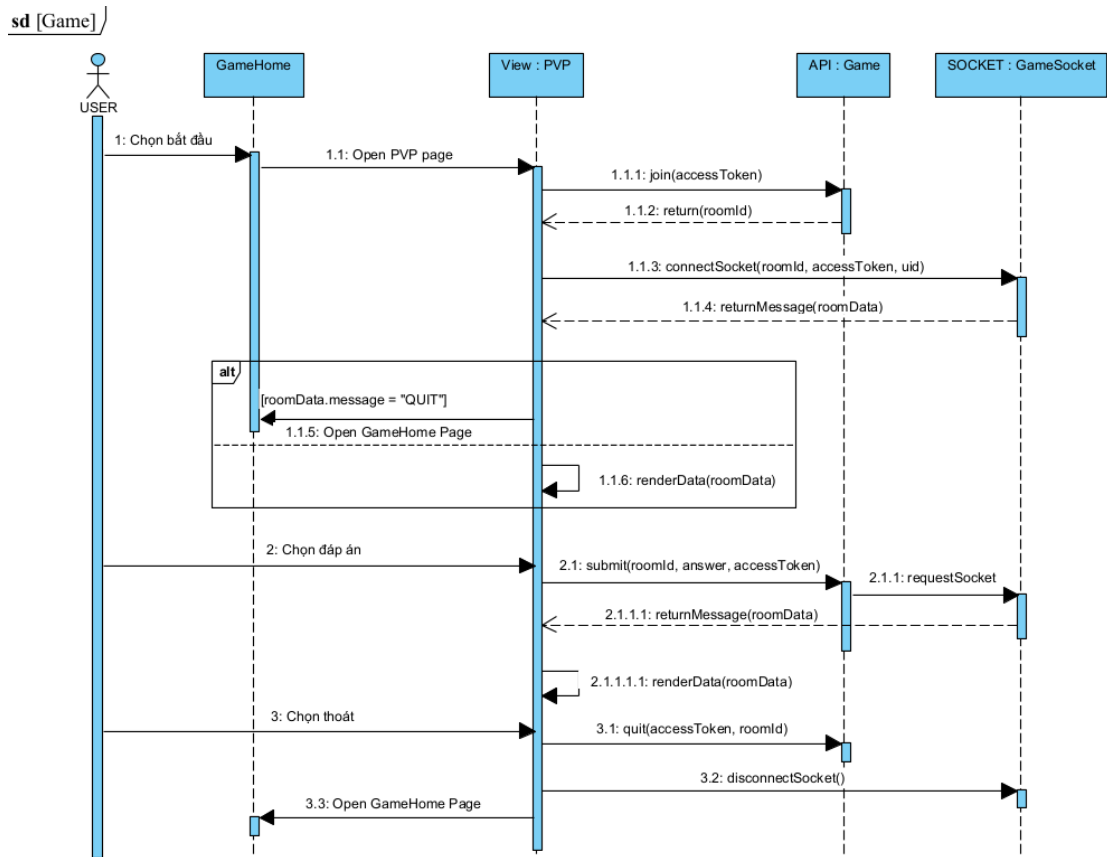 sd [Game]
USER
GameHome
View : PVP
API : Game
SOCKET : GameSocket
1: Chọn bắt đầu
1.1: Open PVP page
1.1.1: join(accessToken)
1.1.2: return(roomId)
1.1.3: connectSocket(roomId, accessToken, uid)
1.1.4: returnMessage(roomData)
alt
[roomData.message = "QUIT"]
1.1.5: Open GameHome Page
1.1.6: renderData(roomData)
2: Chọn đáp án
2.1: submit(roomId, answer, accessToken)
2.1.1: requestSocket
2.1.1.1: returnMessage(roomData)
2.1.1.1.1: renderData(roomData)
3: Chọn thoát
3.1: quit(accessToken, roomId)
3.2: disconnectSocket()
3.3: Open GameHome Page